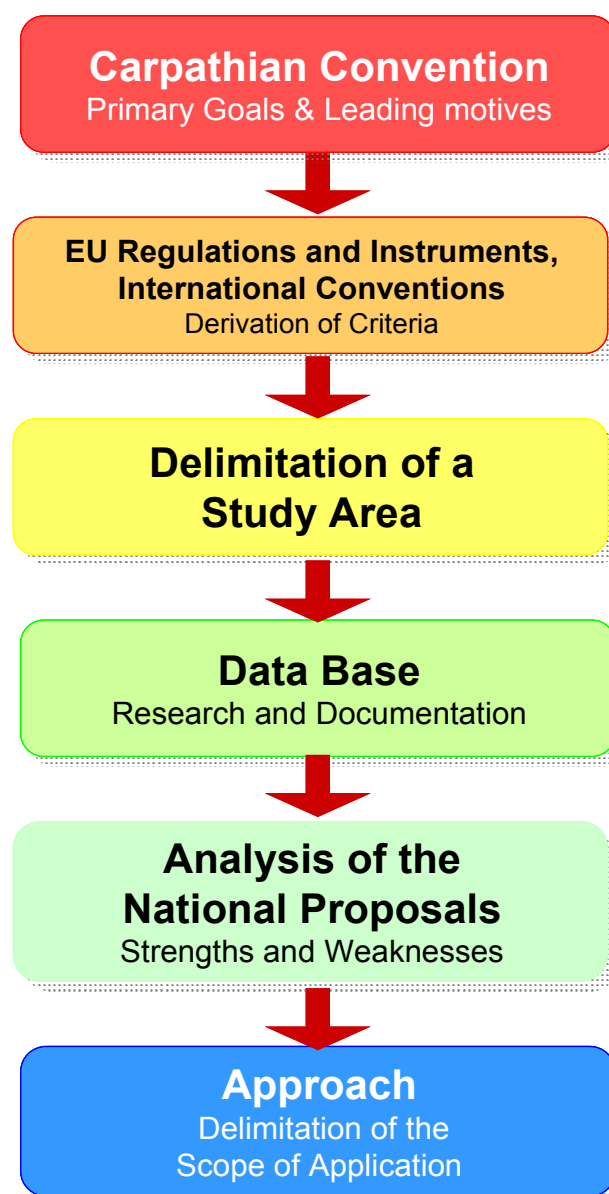 Carpathian Convention
Primary Goals & Leading motives
EU Regulations and Instruments,
International Conventions
Derivation of Criteria
Delimitation of a
Study Area
Data Base
Research and Documentation
Analysis of the
National Proposals
Strengths and Weaknesses
Approach
Delimitation of the
Scope of Application